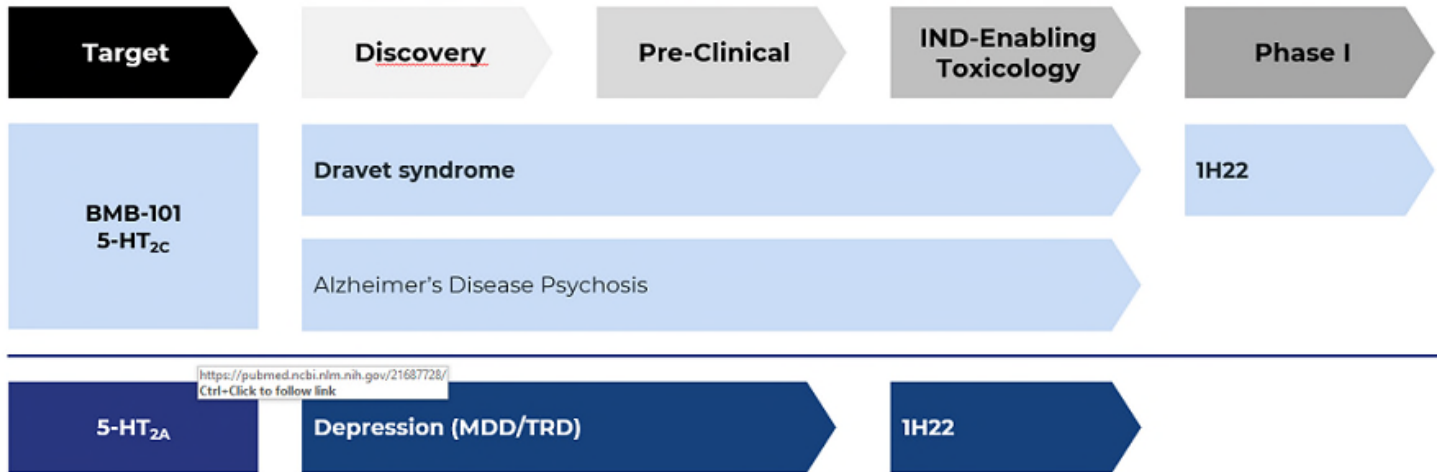 Target
Discovery
Pre-Clinical
IND-Enabling
Toxicology
Phase I
BMB-101
5-HT2C
Dravet syndrome
1H22
Alzheimer's Disease Psychosis
https://pubmed.ncbi.nlm.nih.gov/21687728/
Ctrl+Click to follow link
5-HT2A
Depression (MDD/TRD)
1H22